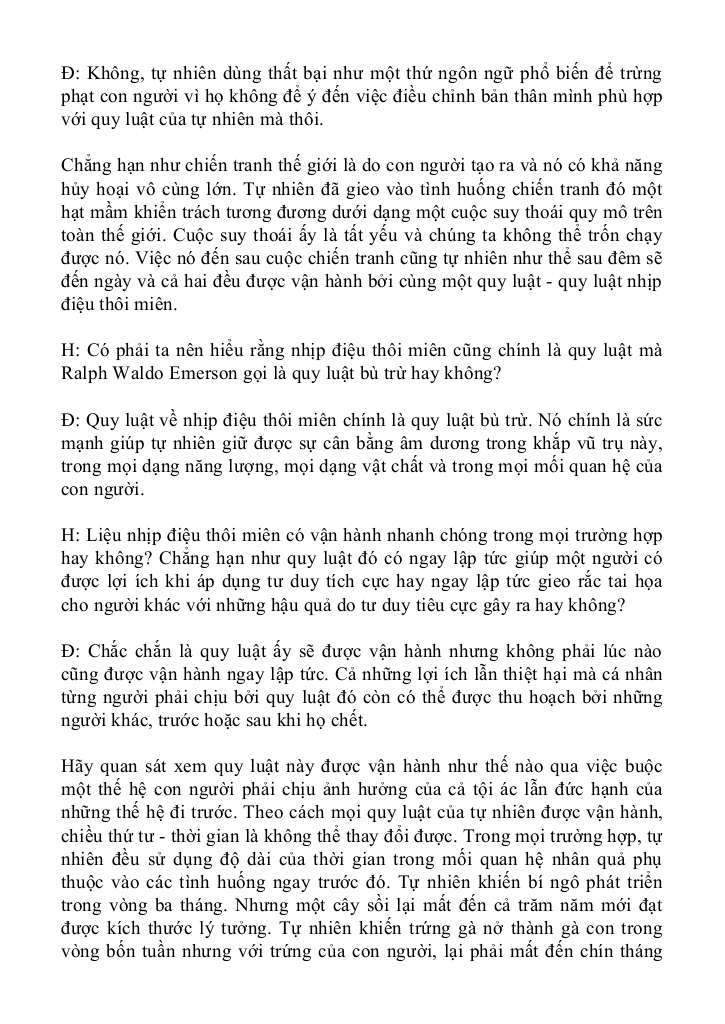 Đ: Không, tự nhiên dùng thất bại như một thứ ngôn ngữ phổ biến để trừng
phạt con người vì họ không để ý đến việc điều chỉnh bản thân mình phù hợp
với quy luật của tự nhiên mà thôi.
Chẳng hạn như chiến tranh thế giới là do con người tạo ra và nó có khả năng
hủy hoại vô cùng lớn. Tự nhiên đã gieo vào tình huống chiến tranh đó một
hạt mầm khiển trách tương đương dưới dạng một cuộc suy thoái quy mô trên
toàn thế giới. Cuộc suy thoái ấy là tất yếu và chúng ta không thể trốn chạy
được nó. Việc nó đến sau cuộc chiến tranh cũng tự nhiên như thể sau đêm sẽ
đến ngày và cả hai đều được vận hành bởi cùng một quy luật - quy luật nhịp
điệu thôi miên.
H: Có phải ta nên hiểu rằng nhịp điệu thôi miên cũng chính là quy luật mà
Ralph Waldo Emerson gọi là quy luật bù trừ hay không?
Đ: Quy luật về nhịp điệu thôi miên chính là quy luật bù trừ. Nó chính là sức
mạnh giúp tự nhiên giữ được sự cân bằng âm dương trong khắp vũ trụ này,
trong mọi dạng năng lượng, mọi dạng vật chất và trong mọi mối quan hệ của
con người.
H: Liệu nhịp điệu thôi miên có vận hành nhanh chóng trong mọi trường hợp
hay không? Chẳng hạn như quy luật đó có ngay lập tức giúp một người có
được lợi ích khi áp dụng tư duy tích cực hay ngay lập tức gieo rắc tai họa
cho người khác với những hậu quả do tư duy tiêu cực gây ra hay không?
Đ: Chắc chắn là quy luật ấy sẽ được vận hành nhưng không phải lúc nào
cũng được vận hành ngay lập tức. Cả những lợi ích lẫn thiệt hại mà cá nhân
từng người phải chịu bởi quy luật đó còn có thể được thu hoạch bởi những
người khác, trước hoặc sau khi họ chết.
Hãy quan sát xem quy luật này được vận hành như thế nào qua việc buộc
một thế hệ con người phải chịu ảnh hưởng của cả tội ác lẫn đức hạnh của
những thế hệ đi trước. Theo cách mọi quy luật của tự nhiên được vận hành,
chiều thứ tư - thời gian là không thể thay đổi được. Trong mọi trường hợp, tự
nhiên đều sử dụng độ dài của thời gian trong mối quan hệ nhân quả phụ
thuộc vào các tình huống ngay trước đó. Tự nhiên khiến bí ngô phát triển
trong vòng ba tháng. Nhưng một cây sồi lại mất đến cả trăm năm mới đạt
được kích thước lý tưởng. Tự nhiên khiến trứng gà nở thành gà con trong
vòng bốn tuần nhưng với trứng của con người, lại phải mất đến chín tháng